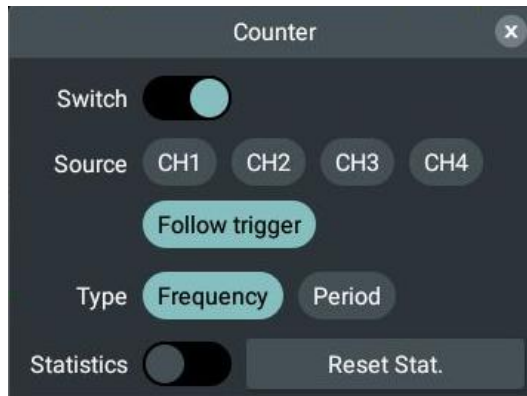 Counter x
Switch
Source CH1 CH2 CH3 CH4
Follow trigger
Type Frequency Period
Statistics Reset Stat.